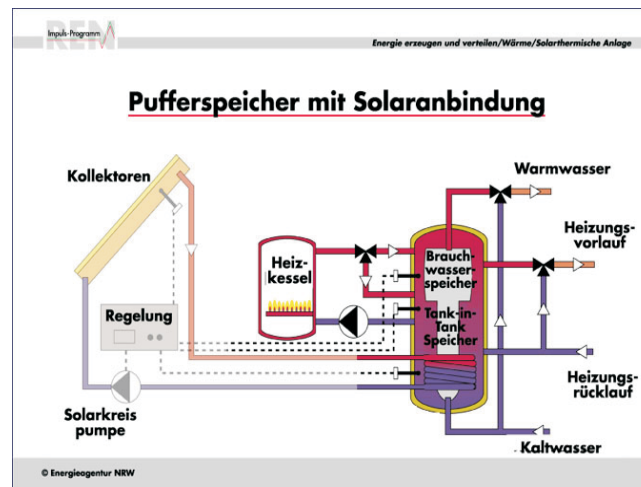 REM
Impuls-Programm
Energie erzeugen und verteilen/Wärme/Solarthermische Anlage
Pufferspeicher mit Solaranbindung
Kollektoren
Warmwasser
Heizungs-
vorlauf
Heiz-
kessel
Brauch-
wasser-
speicher
Regelung
Tank-in-
Tank
Speicher
Solarkreis
pumpe
Heizungs-
rücklauf
Kaltwasser
© Energieagentur NRW